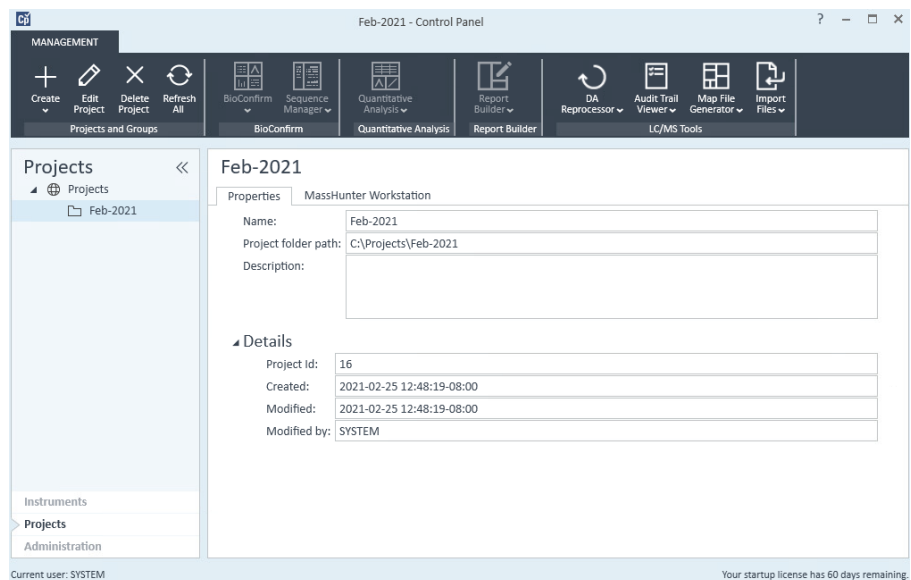 Cp
Feb-2021 - Control Panel
?
MANAGEMENT
Create
Edit Project
Delete Project
Refresh All
Projects and Groups
BioConfirm
Sequence Manager
BioConfirm
Quantitative Analysis
Quantitative Analysis
Report Builder
Report Builder
DA Reprocessor
Audit Trail Viewer
Map File Generator
Import Files
LC/MS Tools
Projects
Projects
Feb-2021
Instruments
Projects
Administration
Feb-2021
Properties MassHunter Workstation
Name: Feb-2021
Project folder path: C:\Projects\Feb-2021
Description:
Details
Project Id: 16
Created: 2021-02-25 12:48:19-08:00
Modified: 2021-02-25 12:48:19-08:00
Modified by: SYSTEM
Current user: SYSTEM
Your startup license has 60 days remaining.